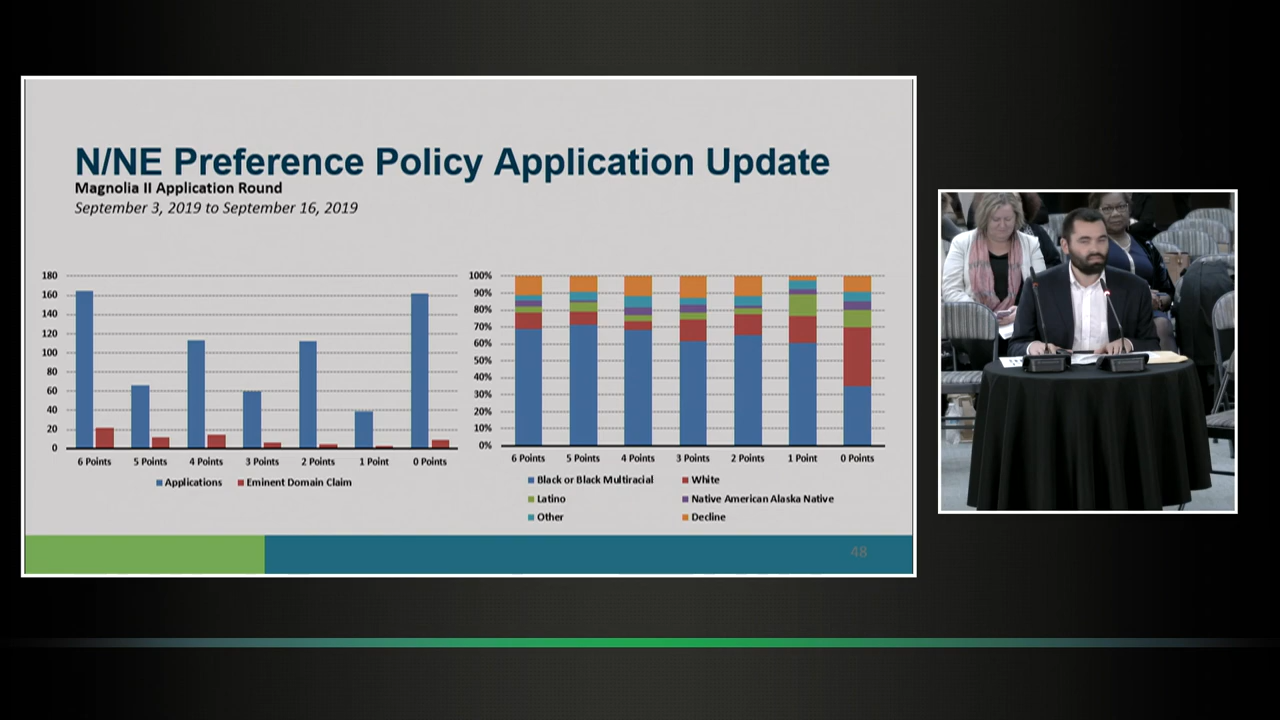 N/NE Preference Policy Application Update
Magnolia II Application Round
September 3, 2019 to September 16, 2019
180
160
140
120
100
80
60
40
20
0
6 Points 5 Points 4 Points 3 Points 2 Points 1 Point 0 Points
Applications Eminent Domain Claim
100%
90%
80%
70%
60%
50%
40%
30%
20%
10%
0%
6 Points 5 Points 4 Points 3 Points 2 Points 1 Point 0 Points
Black or Black Multiracial White
Latino Native American Alaska Native
Other Decline
48